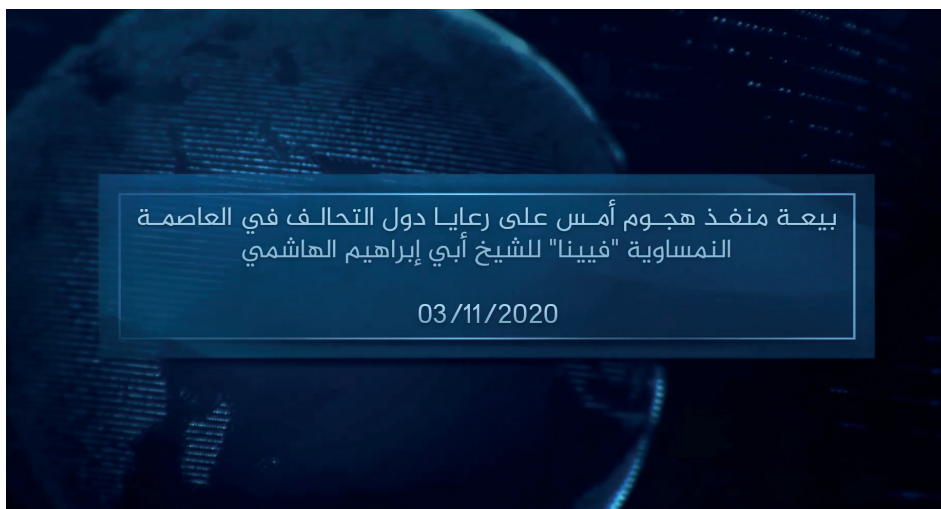 بيعـة منفـذ هجـوم أمـس على رعايـا دول التحالـف في العاصمـة
النمساوية "فيينا" للشيخ أبي إبراهيم الهاشمي
03/11/2020